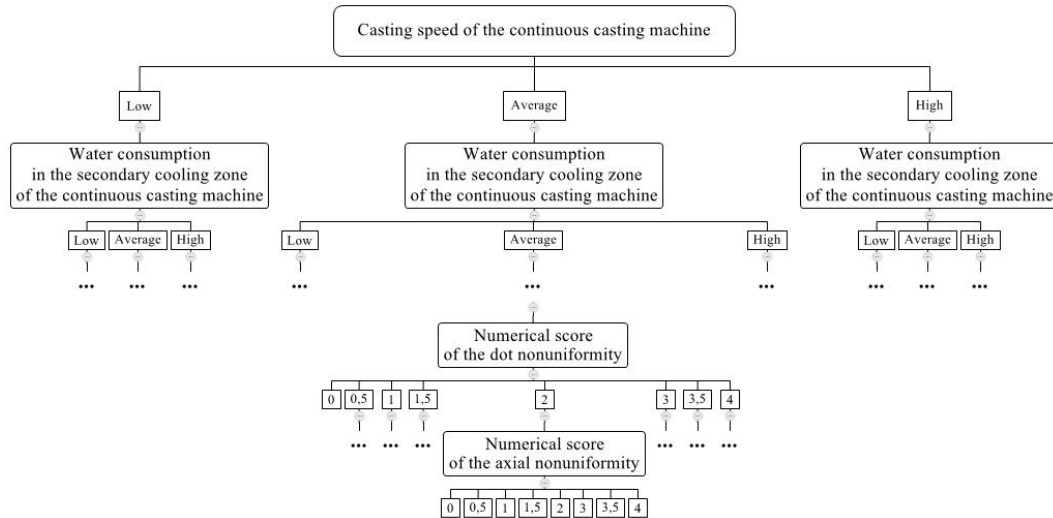 Casting speed of the continuous casting machine
Low
Average
High
Water consumption
in the secondary cooling zone
of the continuous casting machine
Water consumption
in the secondary cooling zone
of the continuous casting machine
Water consumption
in the secondary cooling zone
of the continuous casting machine
Low Average High
Low Average High
Low Average High
... ... ...
... ... ...
... ... ...
Numerical score
of the dot nonuniformity
0 0,5 1 1,5 2 3 3,5 4
... ... ... ... ... ...
Numerical score
of the axial nonuniformity
0 0,5 1 1,5 2 3 3,5 4